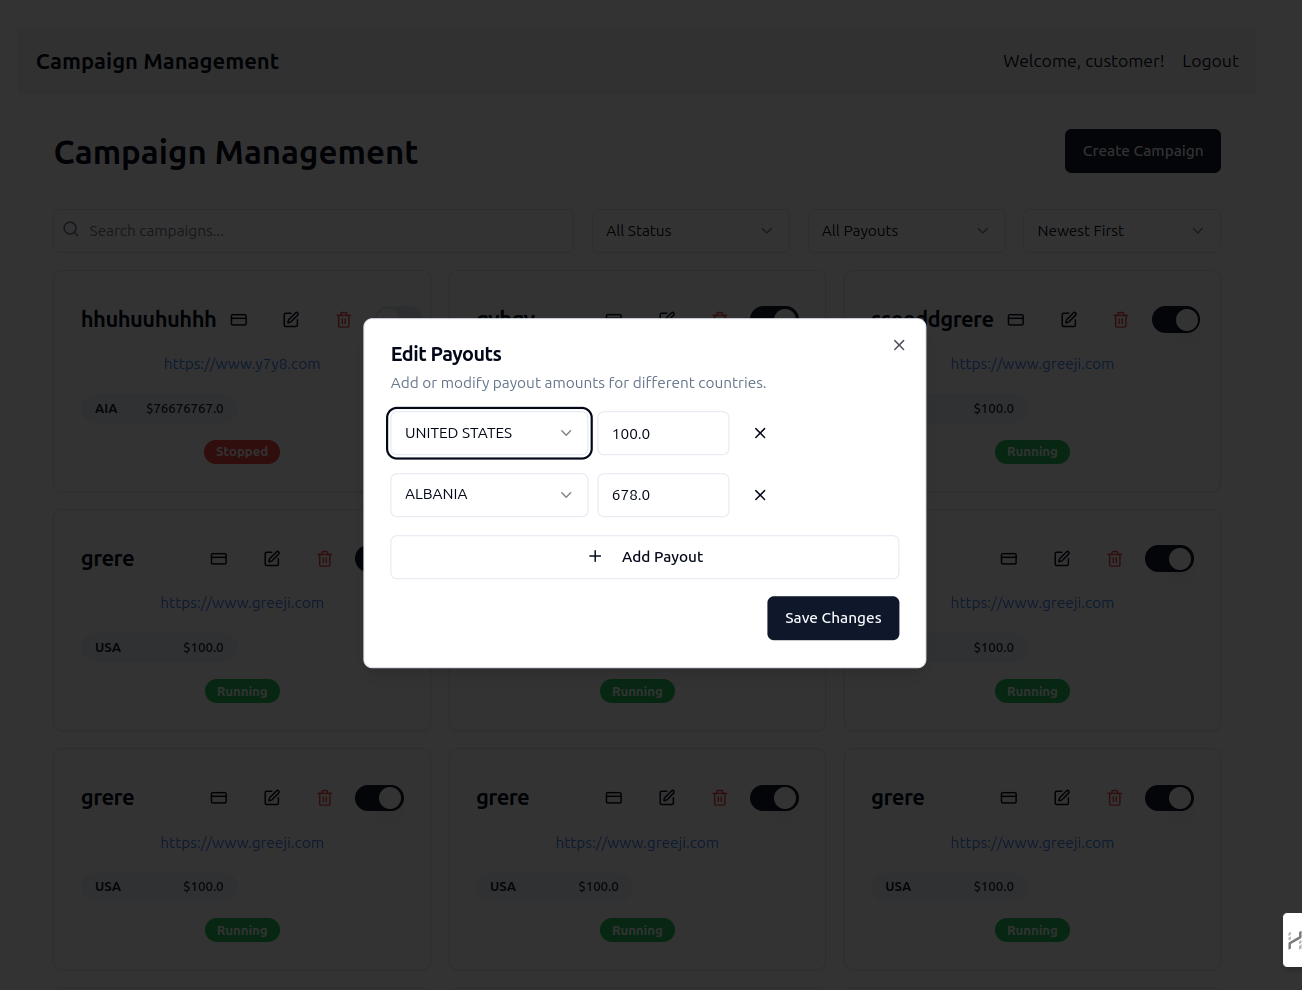 Campaign Management
Welcome, customer! Logout
Campaign Management
Create Campaign
Search campaigns...
All Status
All Payouts
Newest First
hhuhuuhuhhh
https://www.y7y8.com
AIA $76676767.0
Stopped
https://www.greeji.com
$100.0
Running
Edit Payouts
Add or modify payout amounts for different countries.
UNITED STATES
100.0
ALBANIA
678.0
Add Payout
Save Changes
grere
https://www.greeji.com
USA $100.0
Running
Running
https://www.greeji.com
$100.0
Running
grere
https://www.greeji.com
USA $100.0
Running
grere
https://www.greeji.com
USA $100.0
Running
grere
https://www.greeji.com
USA $100.0
Running